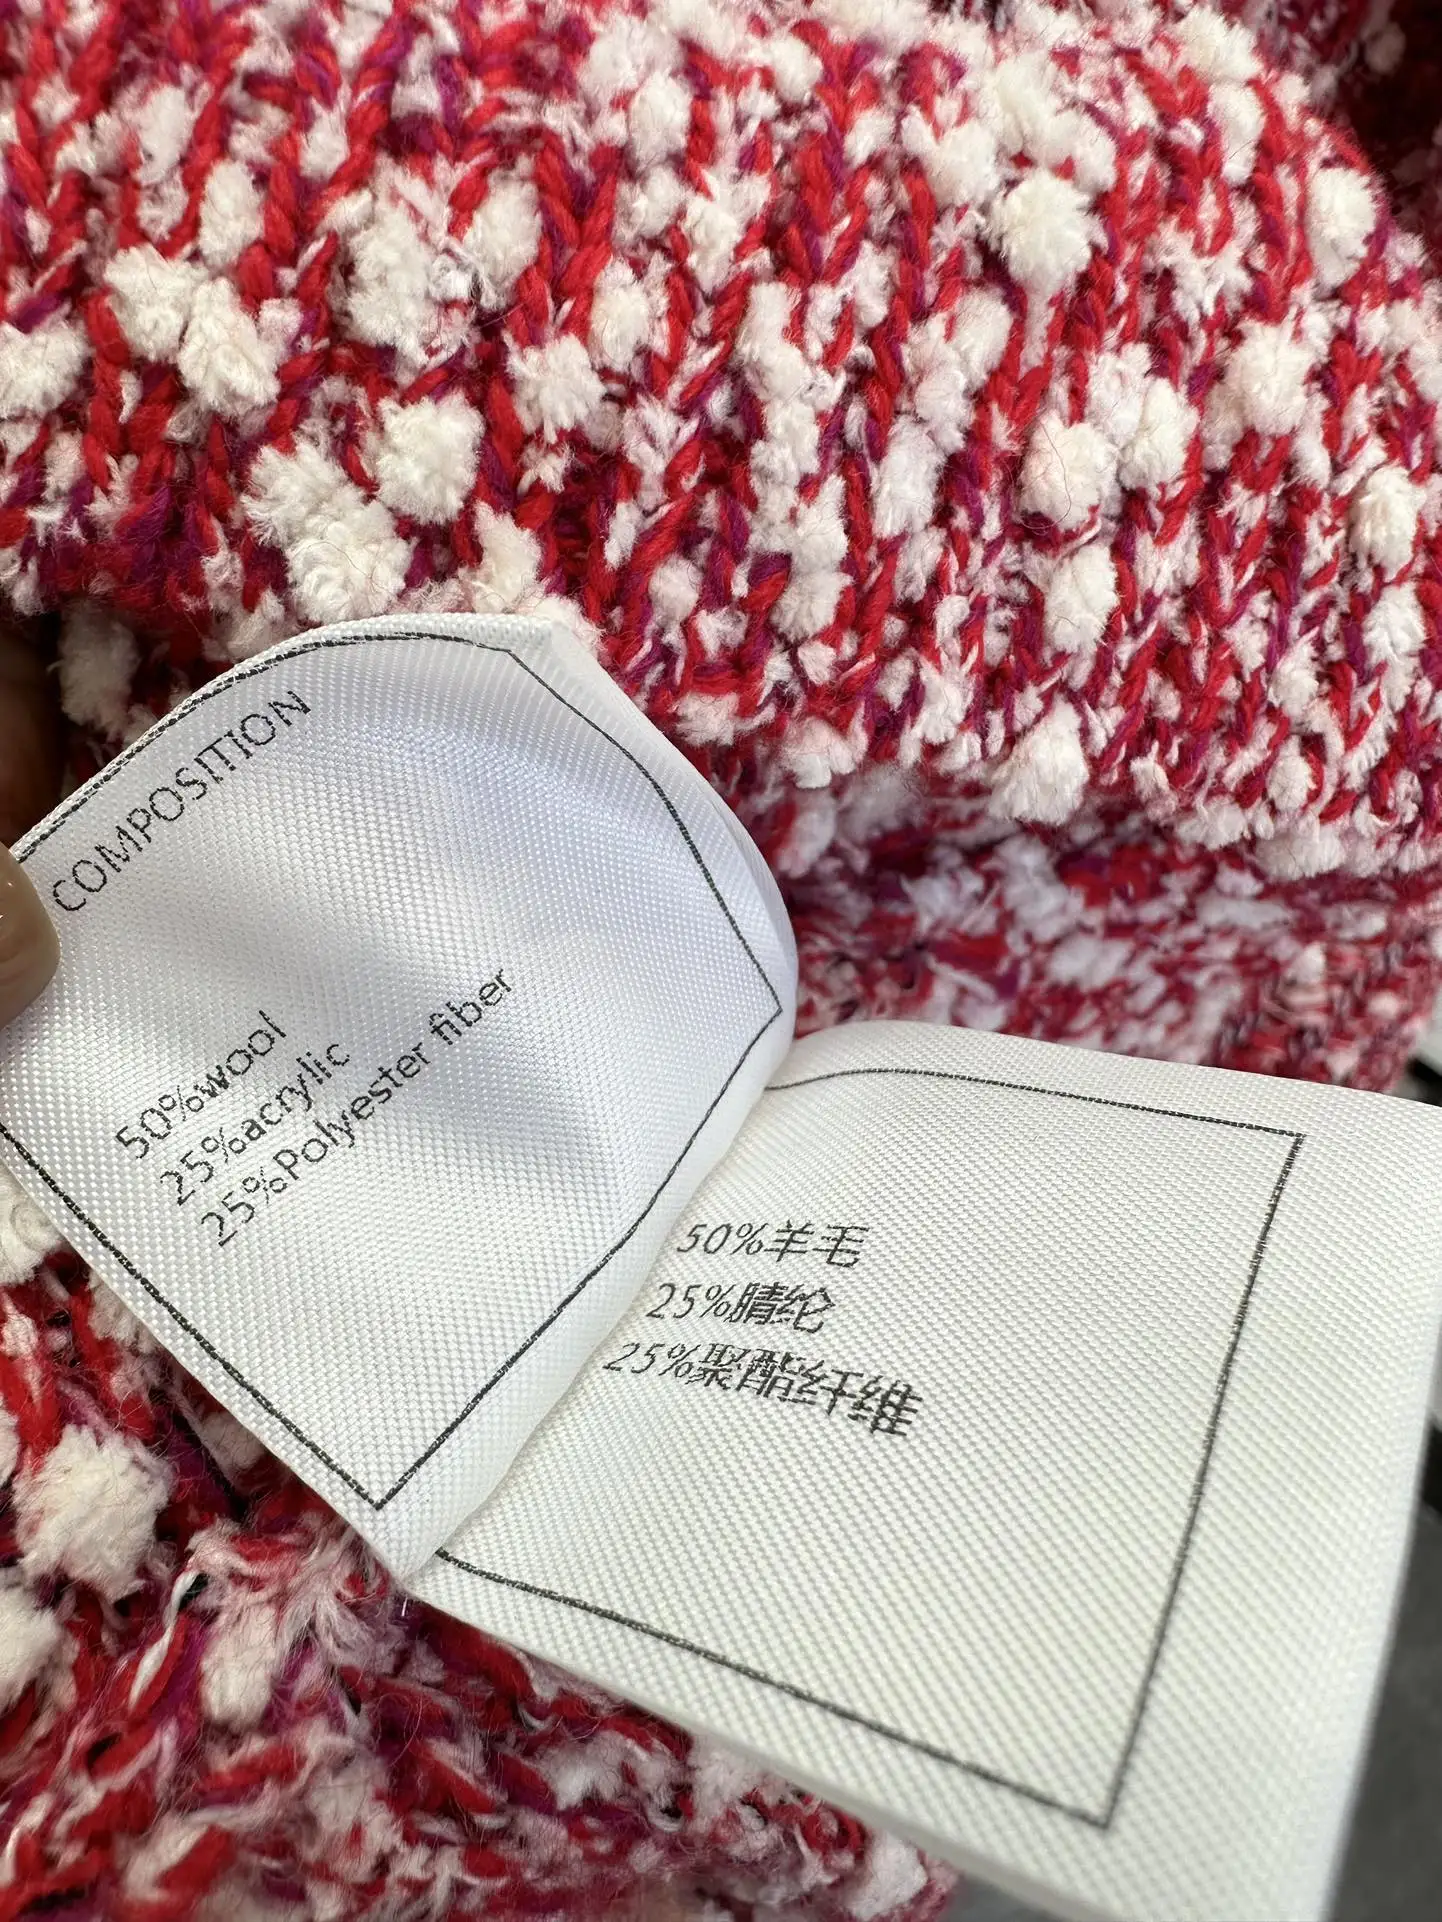 COMPOSITION
50%wool
25%acrylic
25%Polyester fiber
50%羊毛
25%腈纶
25%聚酯纤维